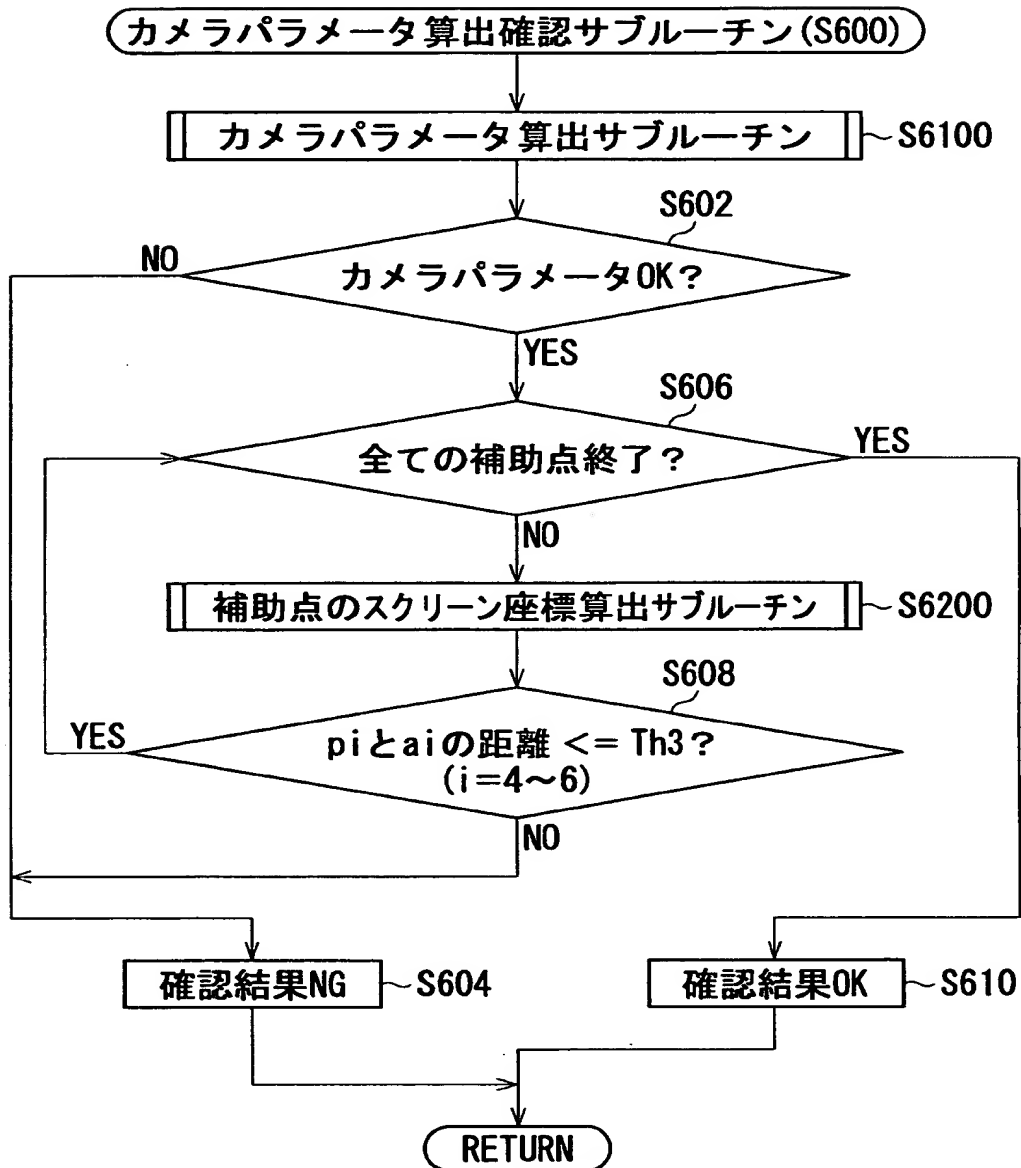 カメラパラメータ算出確認サブルーチン(S600)
カメラパラメータ算出サブルーチン
S6100
S602
NO
カメラパラメータOK?
YES
S606
YES
全ての補助点終了?
NO
補助点のスクリーン座標算出サブルーチン
S6200
S608
YES
piとaiの距離 <= Th3?
(i=4～6)
NO
確認結果NG
S604
確認結果OK
S610
RETURN